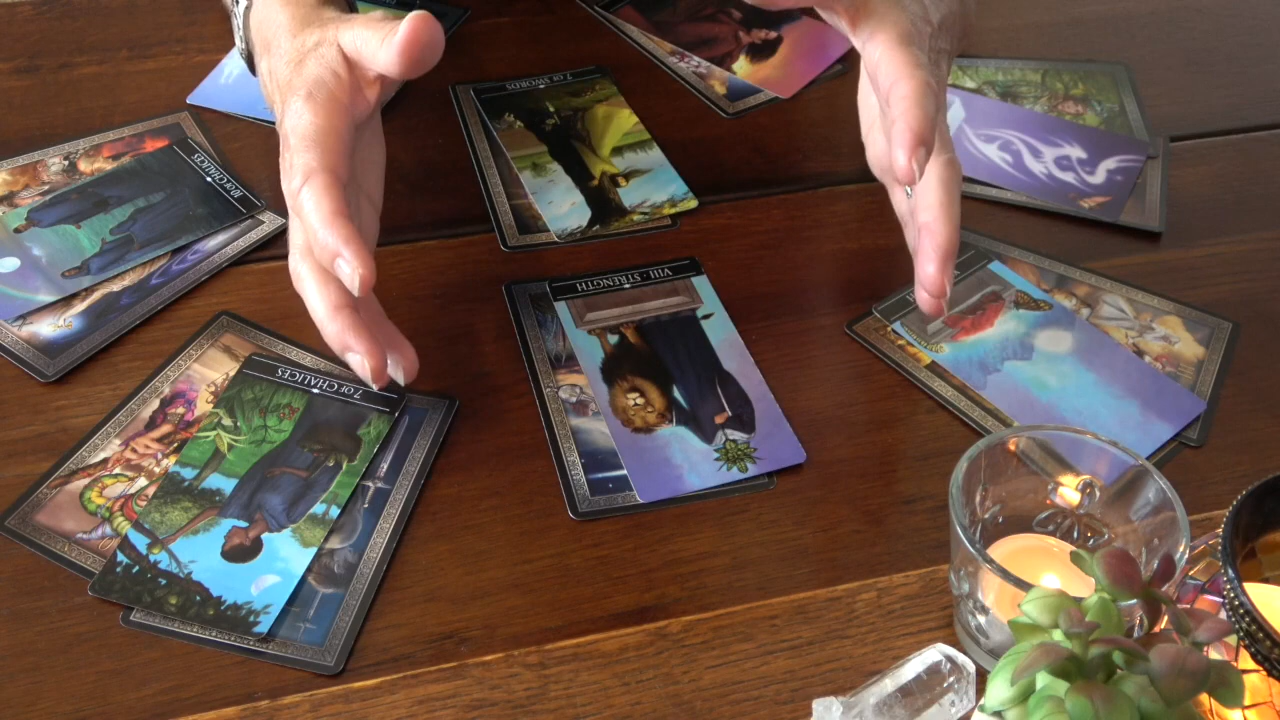 7 OF SWORDS
10 OF CHALICES
VIII · STRENGTH
7 OF CHALICES